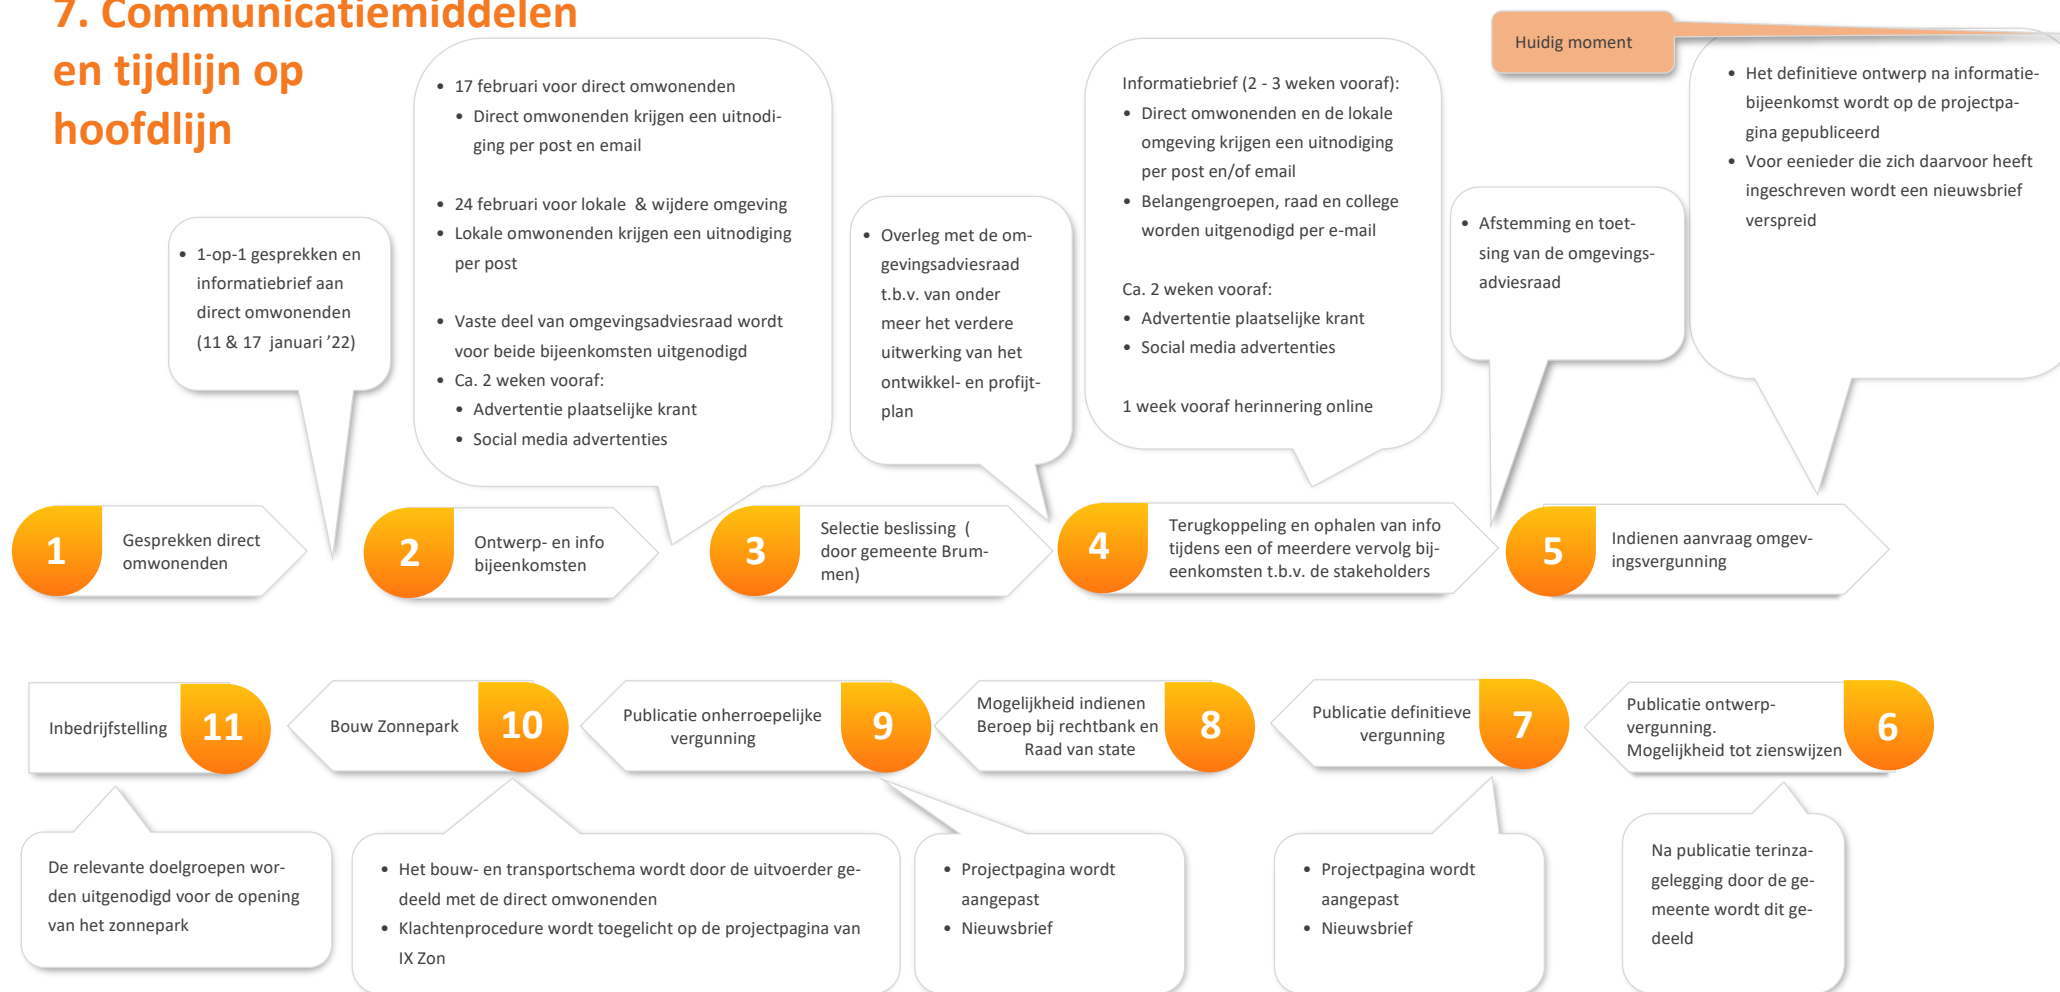 7. Communicatiemiddelen
en tijdlijn op
hoofdlijn
• 1-op-1 gesprekken en
informatiebrief aan
direct omwonenden
(11 & 17 januari ’22)
• 17 februari voor direct omwonenden
• Direct omwonenden krijgen een uitnodi-
ging per post en email
• 24 februari voor lokale & wijdere omgeving
• Lokale omwonenden krijgen een uitnodiging
per post
• Vaste deel van omgevingsadviesraad wordt
voor beide bijeenkomsten uitgenodigd
• Ca. 2 weken vooraf:
• Advertentie plaatselijke krant
• Social media advertenties
• Overleg met de om-
gevingsadviesraad
t.b.v. van onder
meer het verdere
uitwerking van het
ontwikkel- en profijt-
plan
Informatiebrief (2 - 3 weken vooraf):
• Direct omwonenden en de lokale
omgeving krijgen een uitnodiging
per post en/of email
• Belangengroepen, raad en college
worden uitgenodigd per e-mail
Ca. 2 weken vooraf:
• Advertentie plaatselijke krant
• Social media advertenties
1 week vooraf herinnering online
• Afstemming en toet-
sing van de omgevings-
adviesraad
Huidig moment
• Het definitieve ontwerp na informatie-
bijeenkomst wordt op de projectpa-
gina gepubliceerd
• Voor eenieder die zich daarvoor heeft
ingeschreven wordt een nieuwsbrief
verspreid
1
Gesprekken direct
omwonenden
2
Ontwerp- en info
bijeenkomsten
3
Selectie beslissing (
door gemeente Brum-
men)
4
Terugkoppeling en ophalen van info
tijdens een of meerdere vervolg bij-
eenkomsten t.b.v. de stakeholders
5
Indienen aanvraag omgev-
ingsvergunning
Inbedrijfstelling
11
Bouw Zonnepark
10
Publicatie onherroepelijke
vergunning
9
Mogelijkheid indienen
Beroep bij rechtbank en
Raad van state
8
Publicatie definitieve
vergunning
7
Publicatie ontwerp-
vergunning.
Mogelijkheid tot zienswijzen
6
De relevante doelgroepen wor-
den uitgenodigd voor de opening
van het zonnepark
• Het bouw- en transportschema wordt door de uitvoerder ge-
deeld met de direct omwonenden
• Klachtenprocedure wordt toegelicht op de projectpagina van
IX Zon
• Projectpagina wordt
aangepast
• Nieuwsbrief
• Projectpagina wordt
aangepast
• Nieuwsbrief
Na publicatie terinza-
gelegging door de ge-
meente wordt dit ge-
deeld